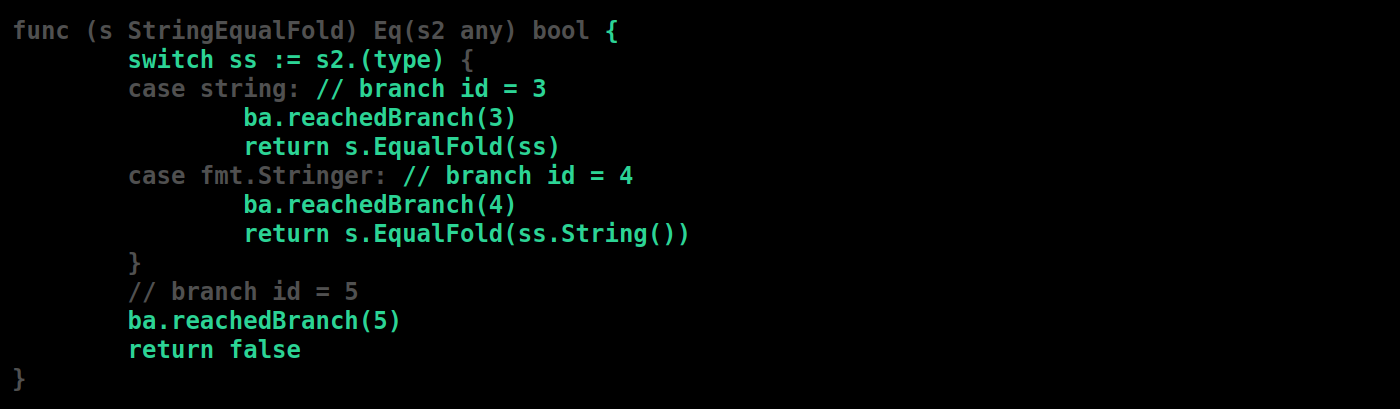 func (s StringEqualFold) Eq(s2 any) bool {
        switch ss := s2.(type) {
        case string: // branch id = 3
                ba.reachedBranch(3)
                return s.EqualFold(ss)
        case fmt.Stringer: // branch id = 4
                ba.reachedBranch(4)
                return s.EqualFold(ss.String())
        }
        // branch id = 5
        ba.reachedBranch(5)
        return false
}